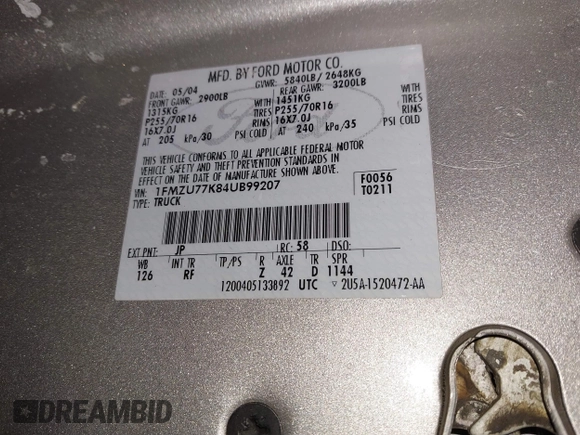 MFD. BY FORD MOTOR CO.
DATE: 05/04 GVWR: 5840LB/ 2648KG
FRONT GAWR: 2900LB REAR GAWR: 3200LB
1315KG WITH 1451KG WITH
P255/70R16 TIRES P255/70R16 TIRES
16X7.0J RIMS 16X7.0J RIMS
AT 205 kPa/30 PSI COLD AT 240 kPa/35 PSI COLD
THIS VEHICLE CONFORMS TO ALL APPLICABLE FEDERAL MOTOR
VEHICLE SAFETY AND THEFT PREVENTION STANDARDS IN
EFFECT ON THE DATE OF MANUFACTURE SHOWN ABOVE.
VIN: 1FMZU77K84UB99207 F0056
TYPE: TRUCK T0211
EXT PNT: JP RC: 58 DSO:
WB INT TR TP/PS R AXLE TR SPR
126 RF Z 42 D 1144
1200405133892 UTC ▽ 2U5A-1520472-AA
Ford
DREAMBID